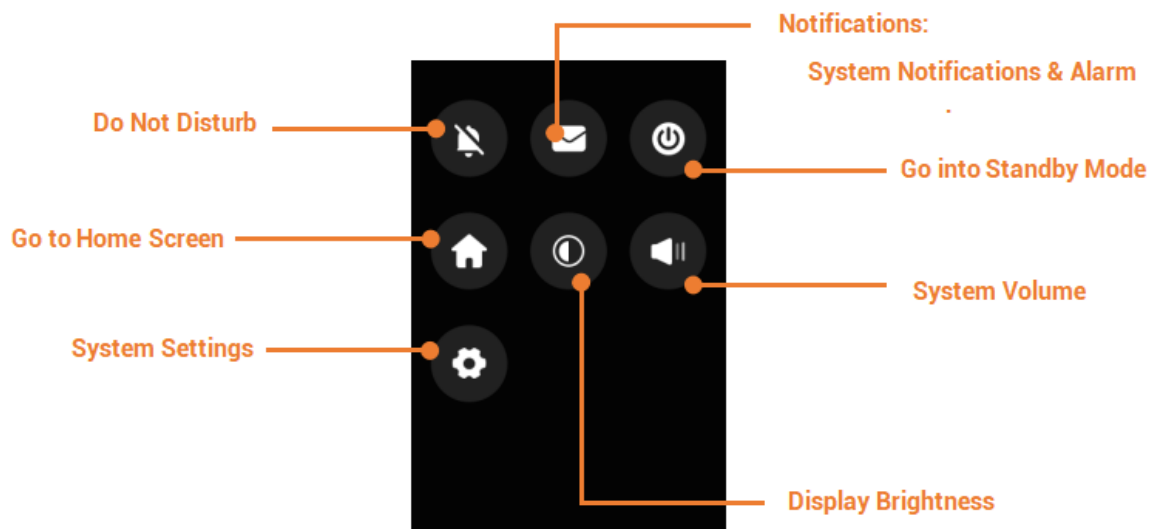 Notifications:
System Notifications & Alarm
.
Do Not Disturb
Go into Standby Mode
Go to Home Screen
System Volume
System Settings
Display Brightness